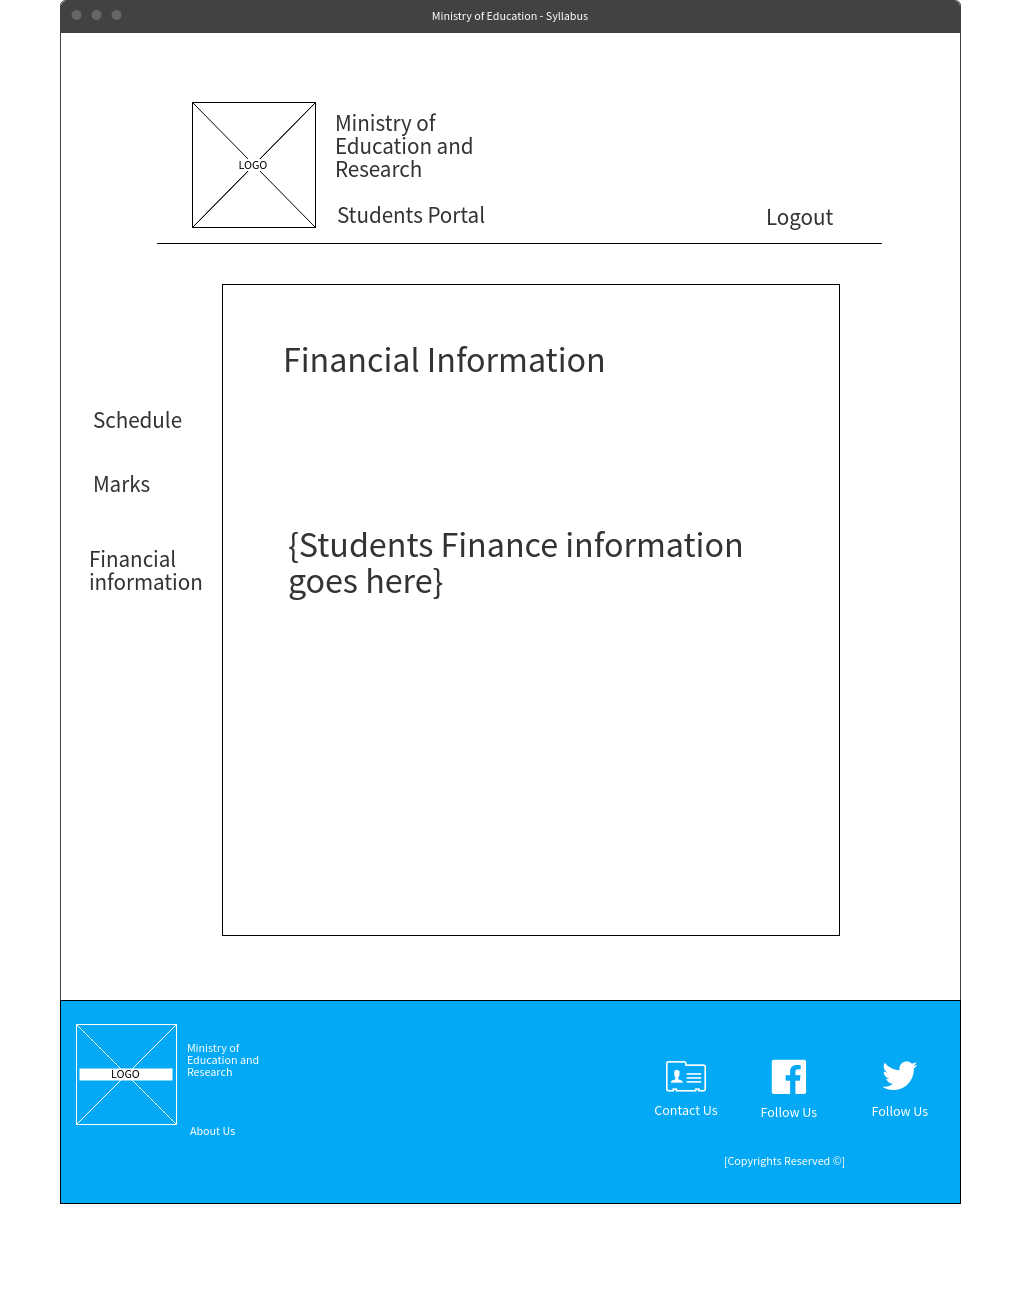 Ministry of Education - Syllabus
LOGO
Ministry of
Education and
Research
Students Portal
Logout
Financial Information
Schedule
Marks
Financial
information
{Students Finance information
goes here}
LOGO
Ministry of
Education and
Research
About Us
Contact Us
Follow Us
Follow Us
[Copyrights Reserved ©]